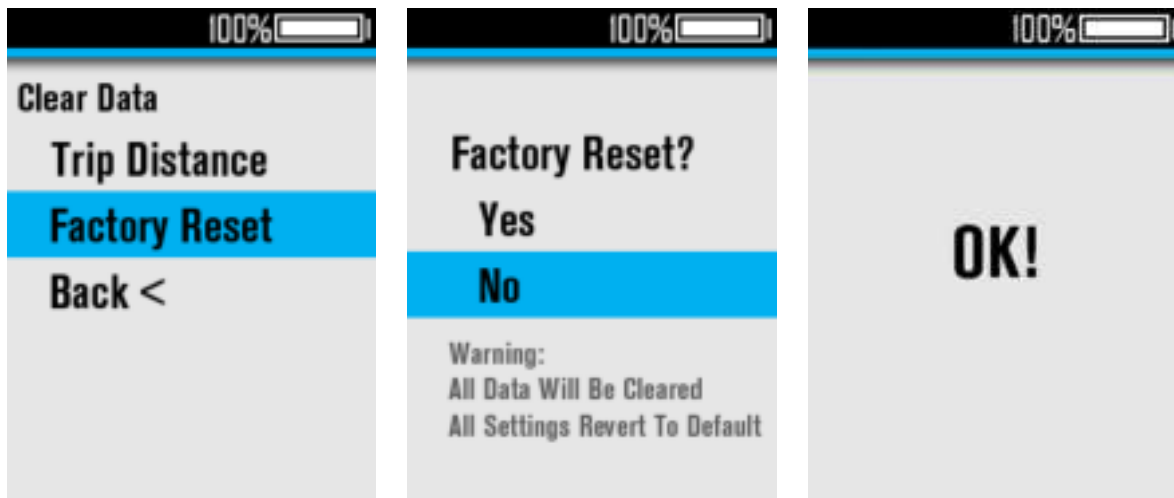 100%
Clear Data
Trip Distance
Factory Reset
Back <
100%
Factory Reset?
Yes
No
Warning:
All Data Will Be Cleared
All Settings Revert To Default
100%
OK!